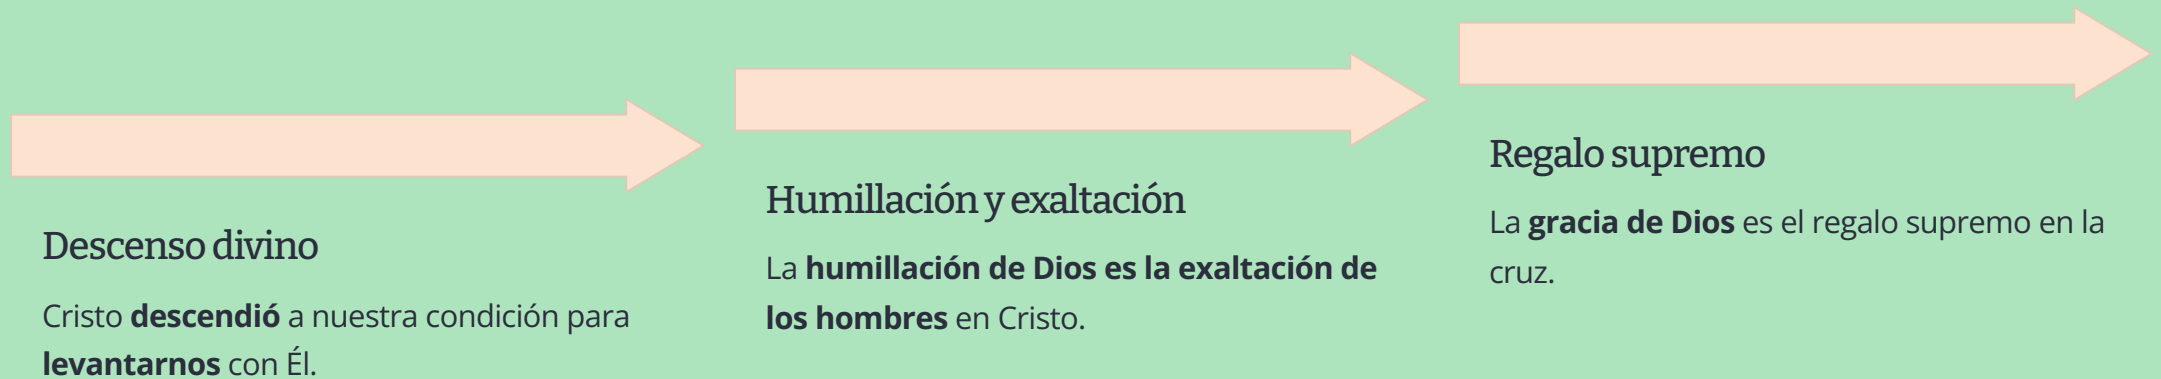 Descenso divino
Cristo descendió a nuestra condición para
levantarnos con Él.
Humillación y exaltación
La humillación de Dios es la exaltación de
los hombres en Cristo.
Regalo supremo
La gracia de Dios es el regalo supremo en la
cruz.